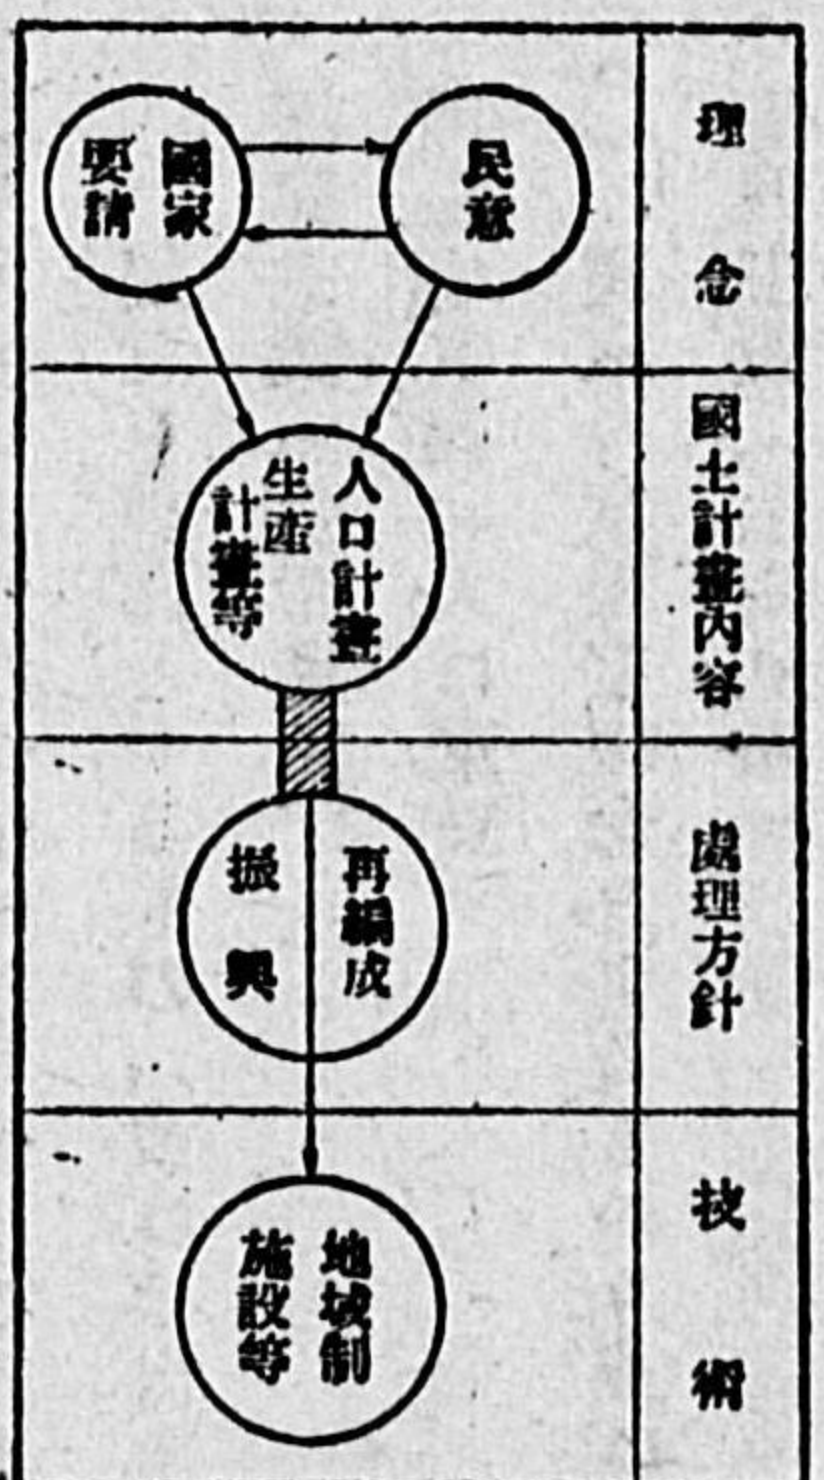 理念
民意
國家
要請
國土計畫內容
人口計畫
生産
計畫等
處理方針
再編成
振興
技術
地域制
施設等